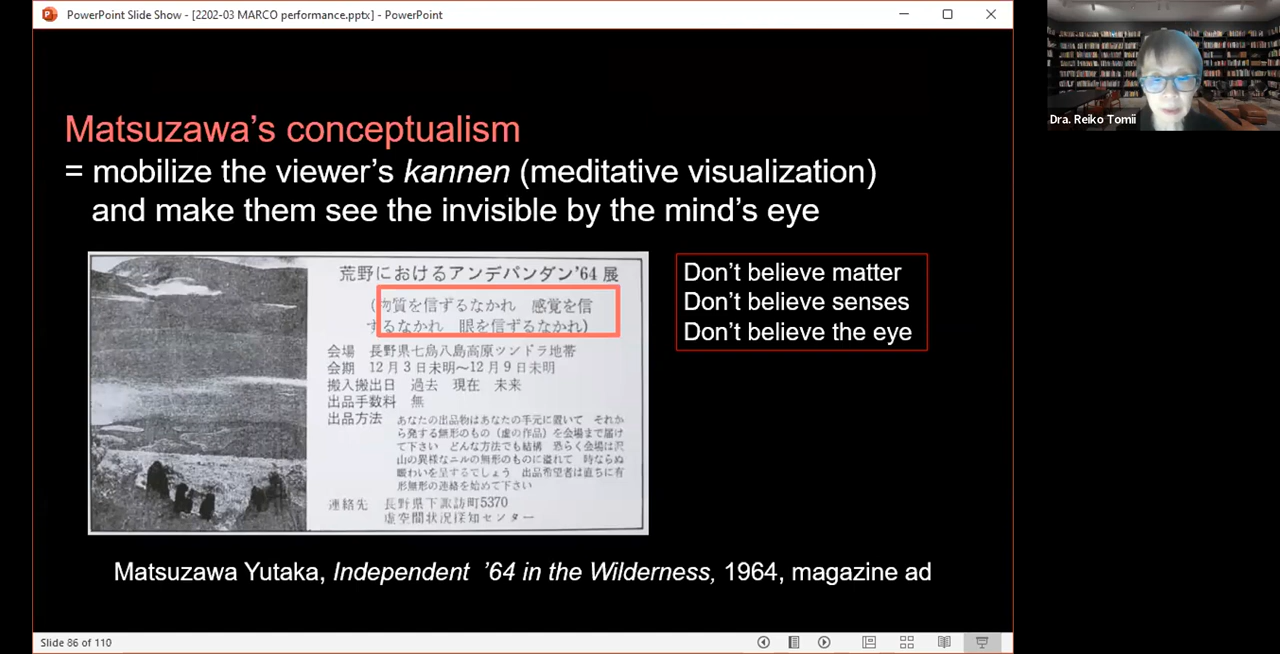 PowerPoint Slide Show - [2202-03 MARCO performance.pptx] - PowerPoint
Dra. Reiko Tomii
Matsuzawa's conceptualism
= mobilize the viewer's kannen (meditative visualization)
and make them see the invisible by the mind's eye
荒野におけるアンデパンダン'64展
(物質を信ずるなかれ 感覚を信
ずるなかれ 眼を信ずるなかれ)
会場 長野県七島八島高原ツンドラ地帯
会期 12月3日未明〜12月9日未明
搬入搬出日 過去 現在 未来
出品手数料 無
出品方法 あなたの出品物はあなたの手元に置いて それか
ら発する無形のもの(虚の作品)を会場まで届け
て下さい どんな方法でも結構 恐らく会場は沢
山の異様なニルの無形のものに溢れて 時ならぬ
賑わいを呈するでしょう 出品希望者は直ちに有
形無形の連絡を始めて下さい
連絡先 長野県下諏訪町5370
虚空間状況探知センター
Don't believe matter
Don't believe senses
Don't believe the eye
Matsuzawa Yutaka, Independent '64 in the Wilderness, 1964, magazine ad
Slide 86 of 110